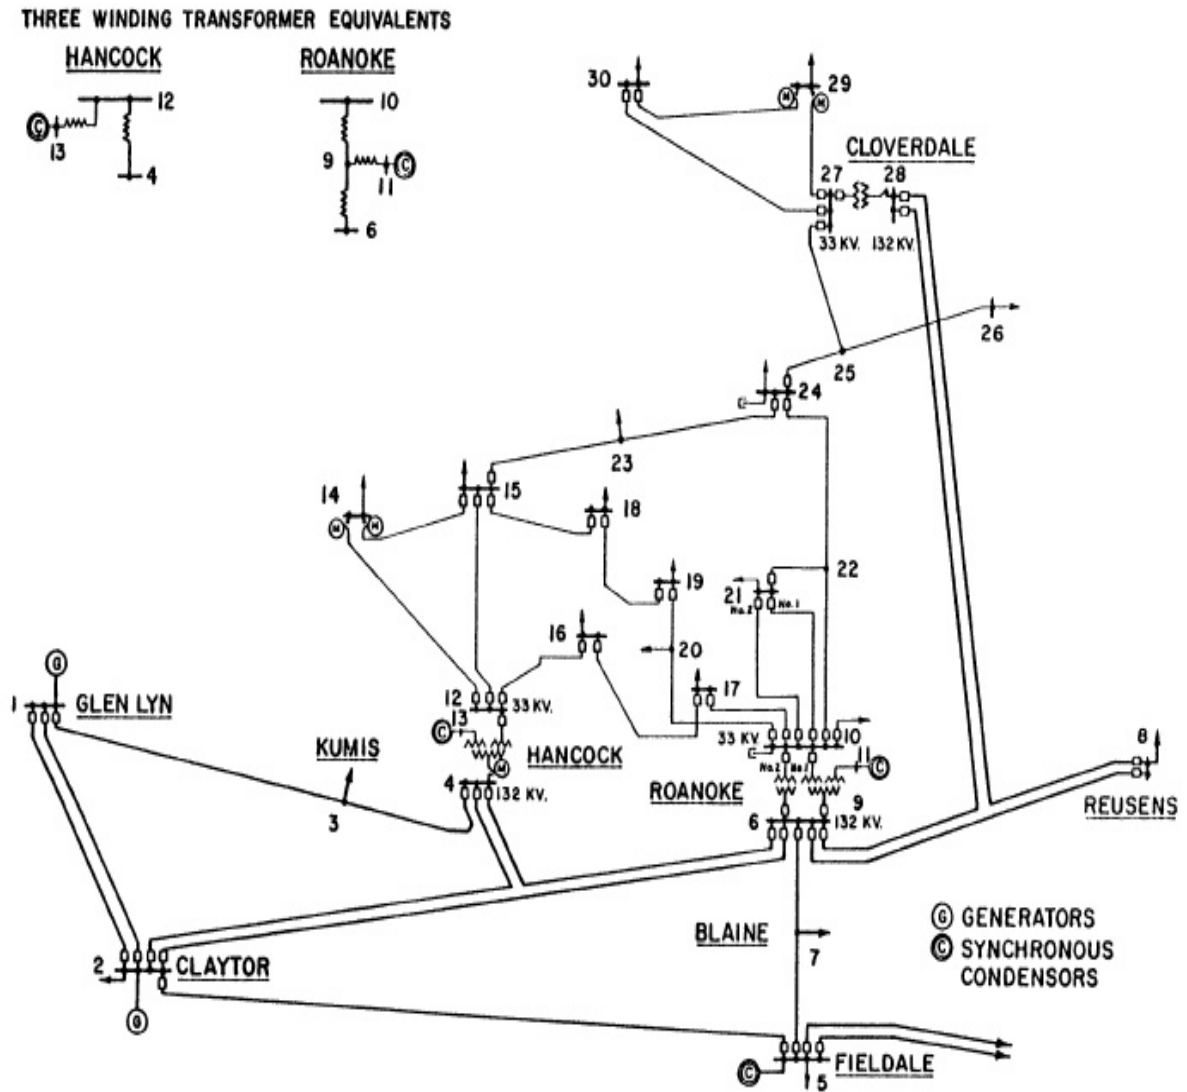 THREE WINDING TRANSFORMER EQUIVALENTS
HANCOCK
ROANOKE
12
10
C
13
4
9
11
C
6
30
29
M
M
CLOVERDALE
27
28
33 KV.
132 KV.
26
25
24
23
14
15
18
M
M
19
22
21
No.2
No.1
16
20
17
G
1
GLEN LYN
12
33 KV.
13
C
HANCOCK
KUMIS
M
4
132 KV.
3
33 KV.
10
No.2
No.1
11
C
ROANOKE
9
6
132 KV.
8
REUSENS
BLAINE
7
2
CLAYTOR
G
G GENERATORS
C SYNCHRONOUS
CONDENSORS
C
5
FIELDALE